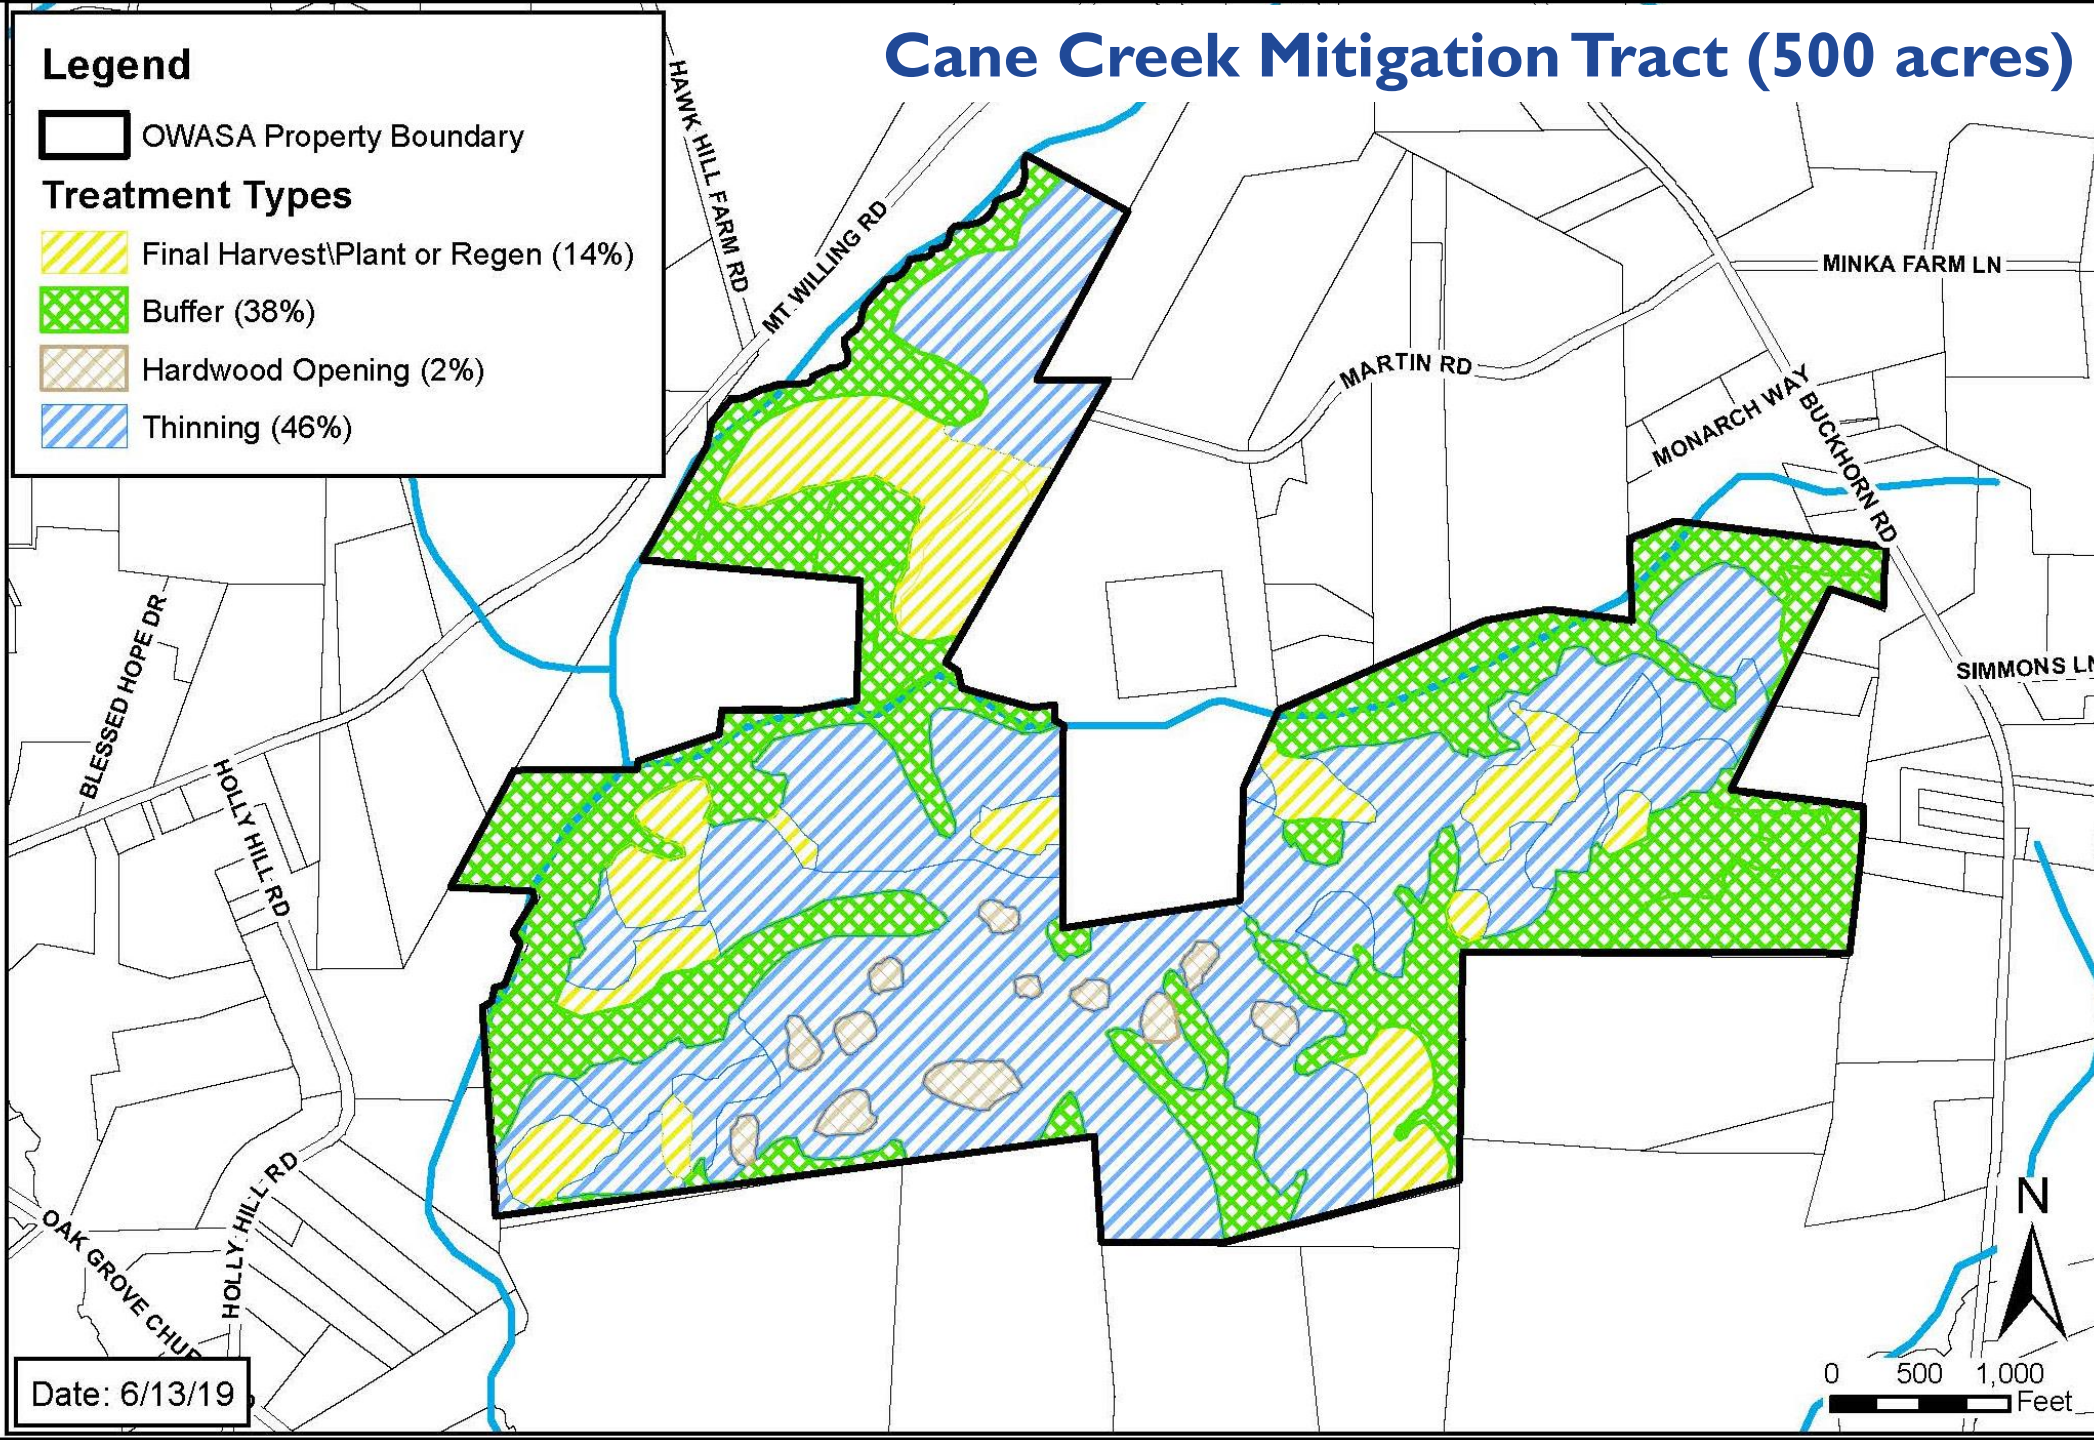 Cane Creek Mitigation Tract (500 acres)
Legend
OWASA Property Boundary
Treatment Types
Final Harvest\Plant or Regen (14%)
Buffer (38%)
Hardwood Opening (2%)
Thinning (46%)
HAWK HILL FARM RD
MT WILLING RD
MINKA FARM LN
MARTIN RD
MONARCH WAY
BUCKHORN RD
SIMMONS LN
BLESSED HOPE DR
HOLLY HILL RD
HOLLY HILL RD
OAK GROVE CHUR
N
0 500 1,000
Feet
Date: 6/13/19